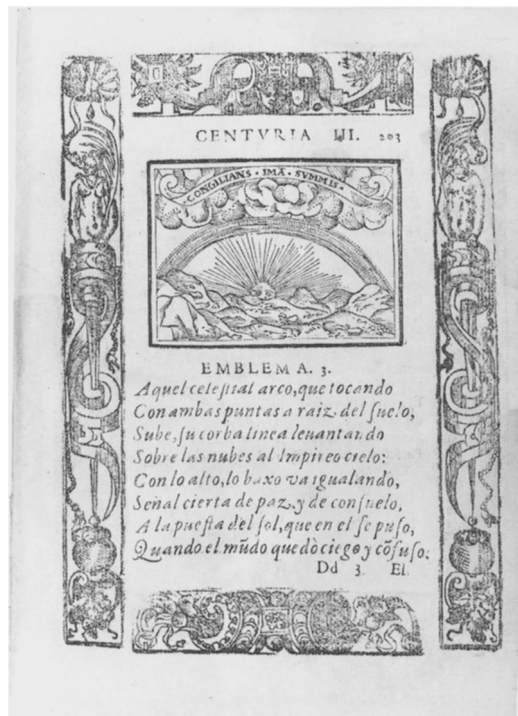 CENTVRIA III. 203
CONCILIANS · IMÃ · SVMMIS ·
EMBLEMA. 3.
Aquel celestial arco, que tocando
Con ambas puntas a raiz del suelo,
Sube, su corba linea leuantando
Sobre las nubes al Impireo cielo:
Con lo alto, lo baxo va igualando,
Señal cierta de paz, y de consuelo,
A la puesta del sol, que en el se puso,
Quando el mũdo quedò ciego y cõfuso.
Dd 3. El